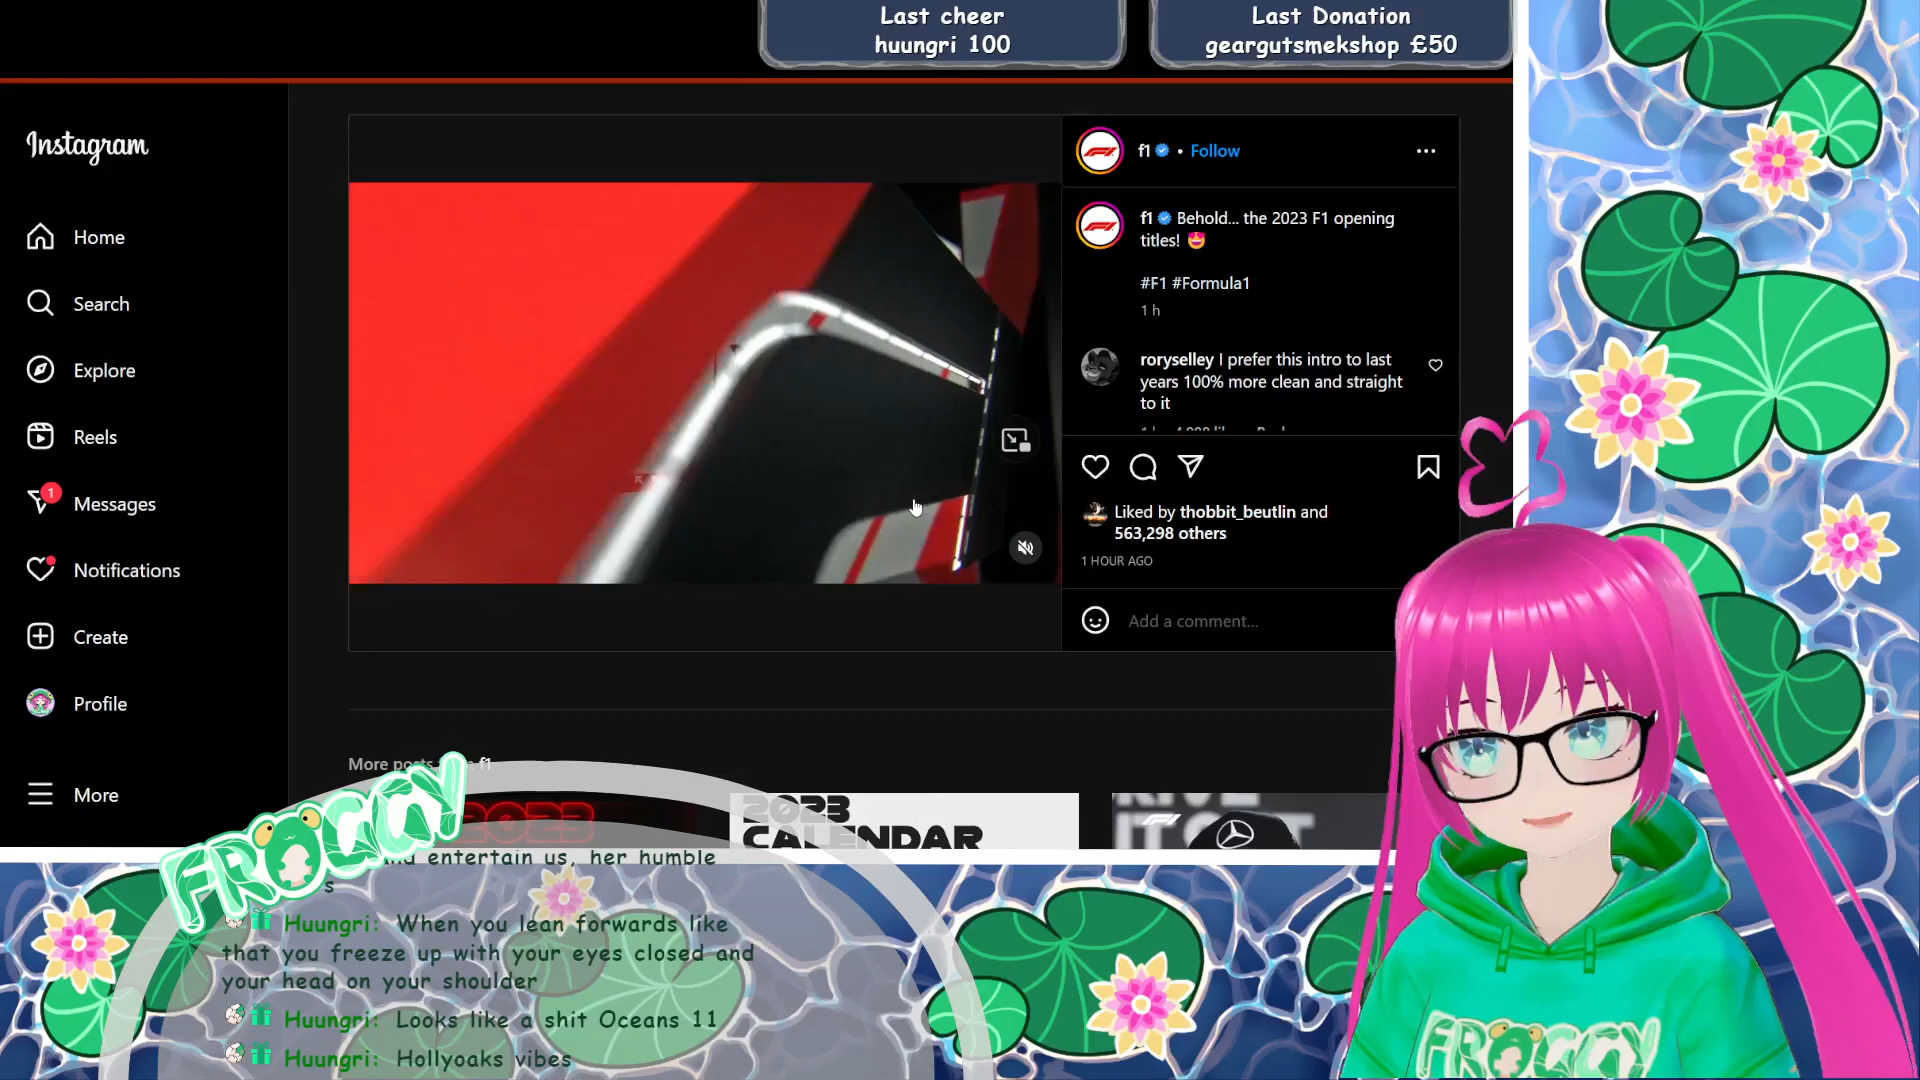 Last cheer
huungri 100
Last Donation
geargutsmekshop £50
Instagram
Home
Search
Explore
Reels
1
Messages
Notifications
Create
Profile
More
f1 • Follow
f1 Behold... the 2023 F1 opening
titles!
#F1 #Formula1
1 h
roryselley I prefer this intro to last
years 100% more clean and straight
to it
Liked by thobbit_beutlin and
563,298 others
1 HOUR AGO
Add a comment...
More posts f1
2023
2023
CALENDAR
FROGGY
entertain us, her humble
s
Huungri: When you lean forwards like
that you freeze up with your eyes closed and
your head on your shoulder
Huungri: Looks like a shit Oceans 11
Huungri: Hollyoaks vibes
FROGGY